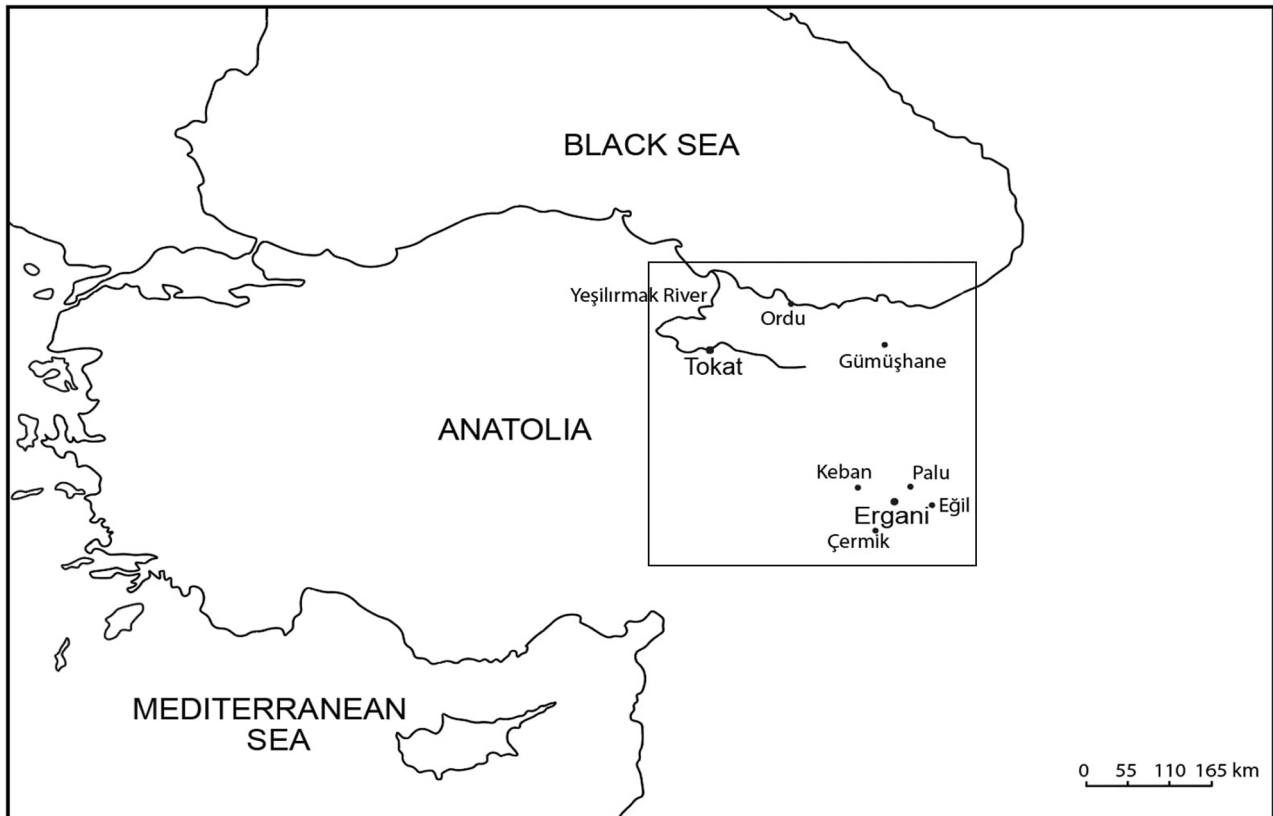 BLACK SEA
Yeşilırmak River
Ordu
Tokat
Gümüşhane
ANATOLIA
Keban
Palu
Ergani
Eğil
Çermik
MEDITERRANEAN
SEA
0 55 110 165 km